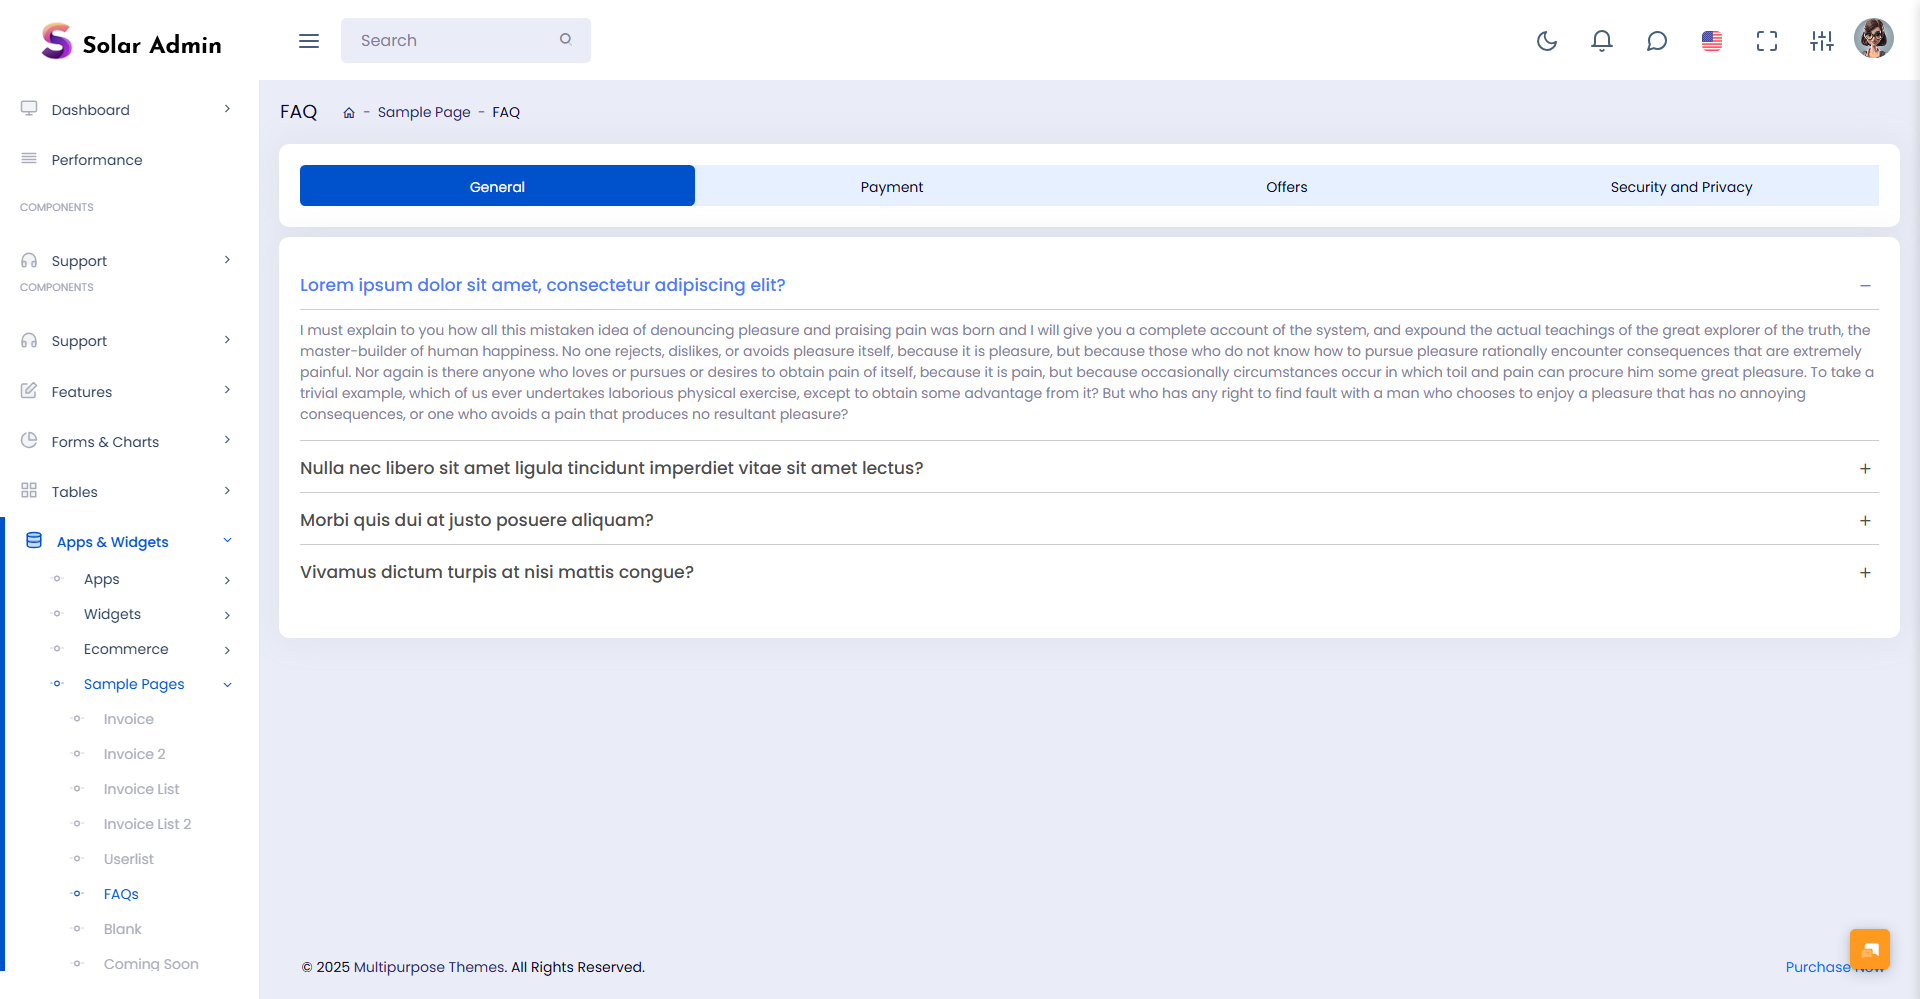 Solar Admin
Search
Dashboard
Performance
COMPONENTS
Support
COMPONENTS
Support
Features
Forms & Charts
Tables
Apps & Widgets
Apps
Widgets
Ecommerce
Sample Pages
Invoice
Invoice 2
Invoice List
Invoice List 2
Userlist
FAQs
Blank
Coming Soon
FAQ - Sample Page - FAQ
General Payment Offers Security and Privacy
Lorem ipsum dolor sit amet, consectetur adipiscing elit?
I must explain to you how all this mistaken idea of denouncing pleasure and praising pain was born and I will give you a complete account of the system, and expound the actual teachings of the great explorer of the truth, the
master-builder of human happiness. No one rejects, dislikes, or avoids pleasure itself, because it is pleasure, but because those who do not know how to pursue pleasure rationally encounter consequences that are extremely
painful. Nor again is there anyone who loves or pursues or desires to obtain pain of itself, because it is pain, but because occasionally circumstances occur in which toil and pain can procure him some great pleasure. To take a
trivial example, which of us ever undertakes laborious physical exercise, except to obtain some advantage from it? But who has any right to find fault with a man who chooses to enjoy a pleasure that has no annoying
consequences, or one who avoids a pain that produces no resultant pleasure?
Nulla nec libero sit amet ligula tincidunt imperdiet vitae sit amet lectus?
Morbi quis dui at justo posuere aliquam?
Vivamus dictum turpis at nisi mattis congue?
© 2025 Multipurpose Themes. All Rights Reserved.
Purchase Now